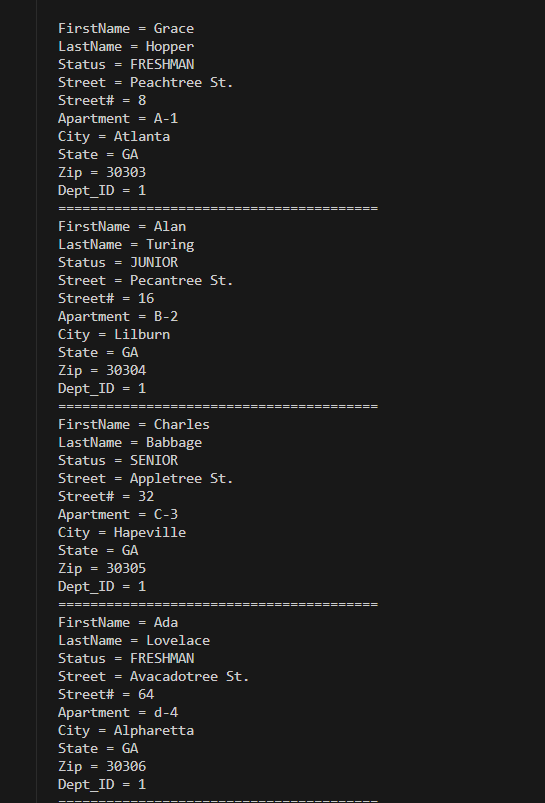 FirstName = Grace
LastName = Hopper
Status = FRESHMAN
Street = Peachtree St.
Street# = 8
Apartment = A-1
City = Atlanta
State = GA
Zip = 30303
Dept_ID = 1
========================================
FirstName = Alan
LastName = Turing
Status = JUNIOR
Street = Pecantree St.
Street# = 16
Apartment = B-2
City = Lilburn
State = GA
Zip = 30304
Dept_ID = 1
========================================
FirstName = Charles
LastName = Babbage
Status = SENIOR
Street = Appletree St.
Street# = 32
Apartment = C-3
City = Hapeville
State = GA
Zip = 30305
Dept_ID = 1
========================================
FirstName = Ada
LastName = Lovelace
Status = FRESHMAN
Street = Avacadotree St.
Street# = 64
Apartment = d-4
City = Alpharetta
State = GA
Zip = 30306
Dept_ID = 1
========================================